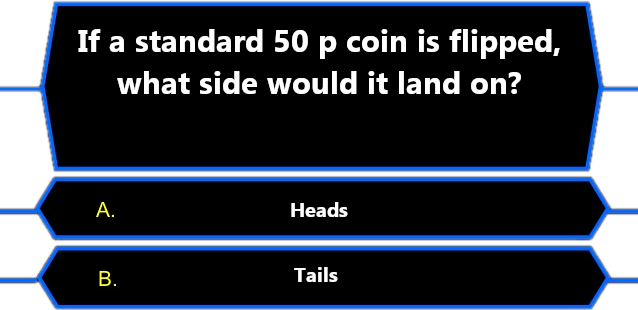 If a standard 50 p coin is flipped,
what side would it land on?
A. Heads
B. Tails